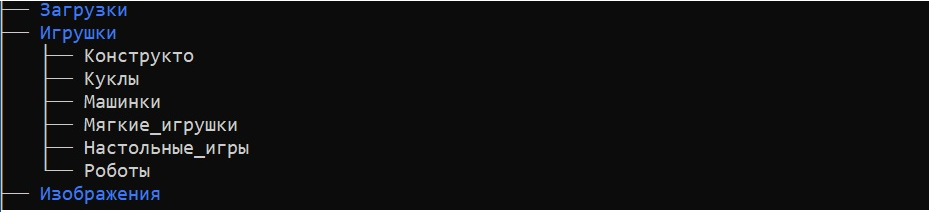 Загрузки
Игрушки
Конструкто
Куклы
Машинки
Мягкие_игрушки
Настольные_игры
Роботы
Изображения